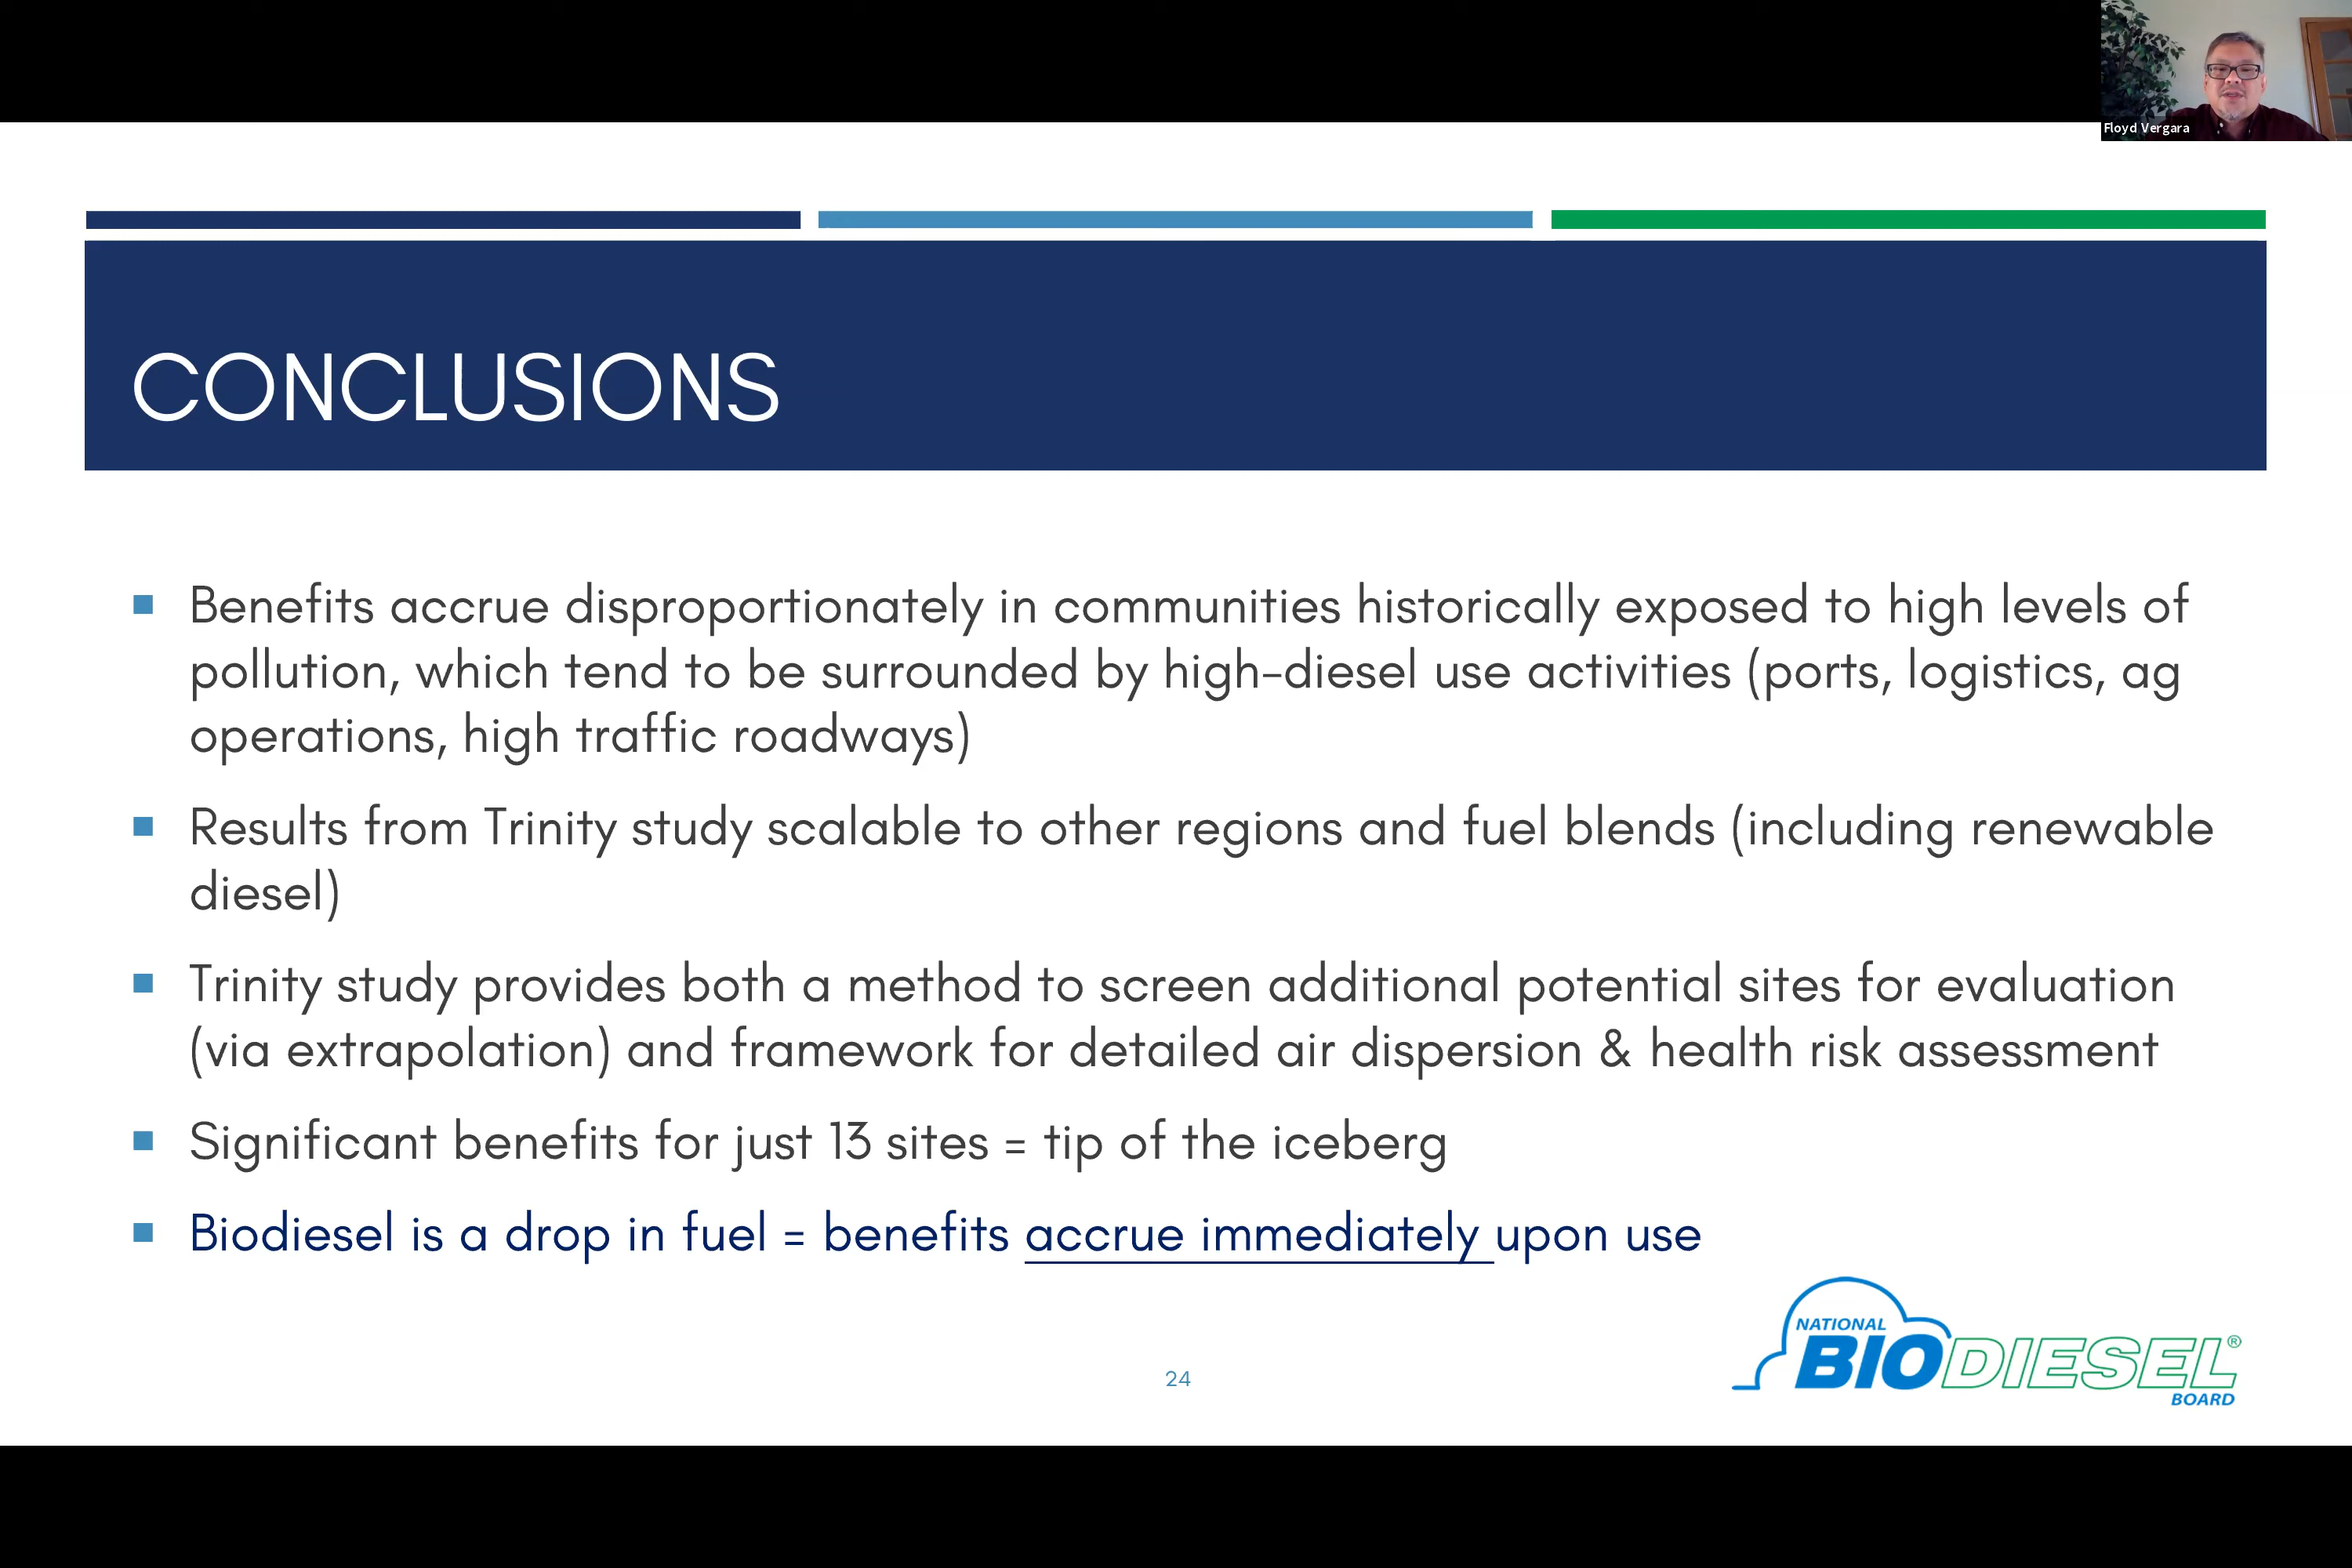 Floyd Vergara
CONCLUSIONS
Benefits accrue disproportionately in communities historically exposed to high levels of
pollution, which tend to be surrounded by high-diesel use activities (ports, logistics, ag
operations, high traffic roadways)
Results from Trinity study scalable to other regions and fuel blends (including renewable
diesel)
Trinity study provides both a method to screen additional potential sites for evaluation
(via extrapolation) and framework for detailed air dispersion & health risk assessment
Significant benefits for just 13 sites = tip of the iceberg
Biodiesel is a drop in fuel = benefits accrue immediately upon use
NATIONAL
BIODIESEL®
BOARD
24